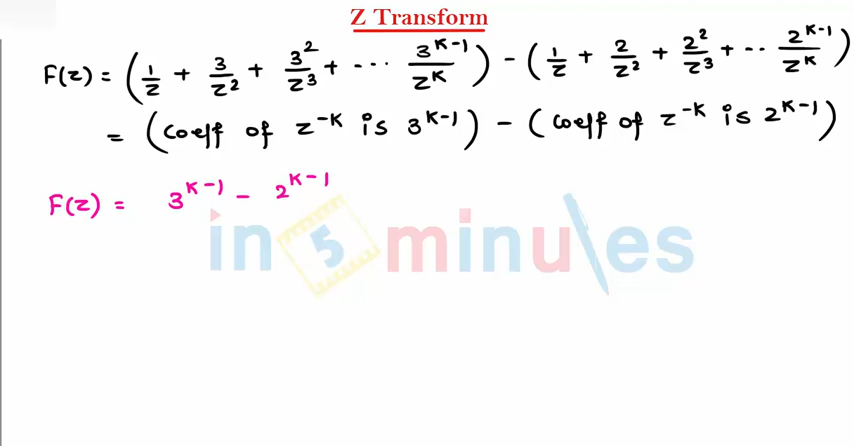 Z Transform
F(z) = (1/z + 3/z² + 3²/z³ + ... 3^(K-1)/z^K) - (1/z + 2/z² + 2²/z³ + .. 2^(K-1)/z^K)
= (coeff of z^(-K) is 3^(K-1)) - (coeff of z^(-K) is 2^(K-1))
F(z) = 3^(K-1) - 2^(K-1)
in 5 minutes